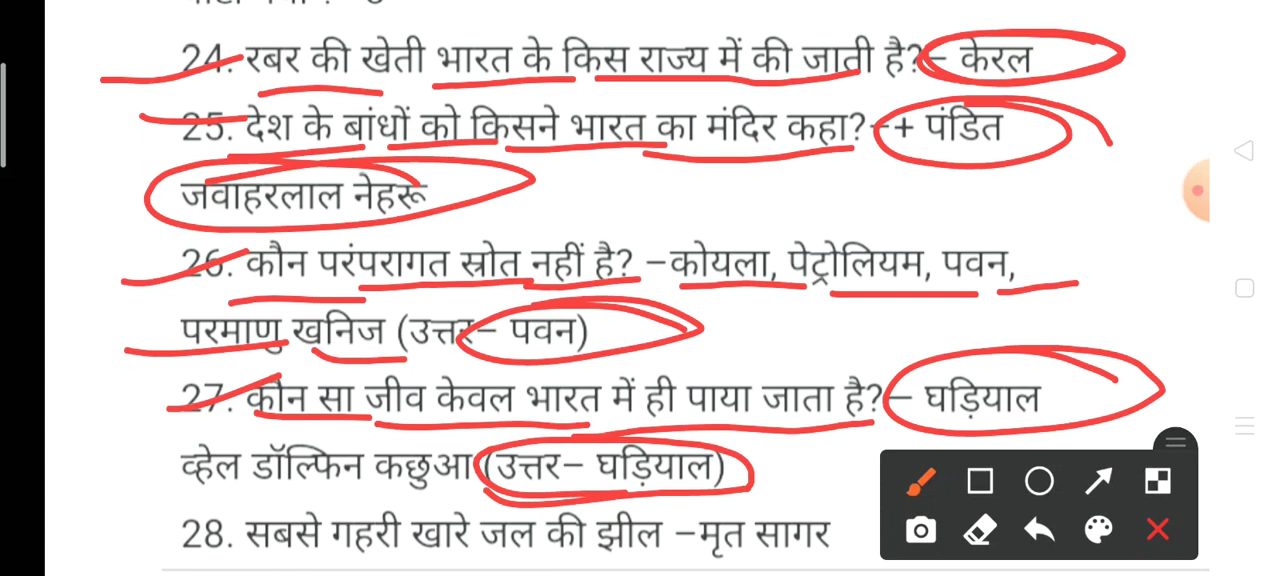 24. रबर की खेती भारत के किस राज्य में की जाती है?– केरल
25. देश के बांधों को किसने भारत का मंदिर कहा?–+ पंडित
जवाहरलाल नेहरू
26. कौन परंपरागत स्रोत नहीं है? –कोयला, पेट्रोलियम, पवन,
परमाणु खनिज (उत्तर– पवन)
27. कौन सा जीव केवल भारत में ही पाया जाता है?– घड़ियाल
व्हेल डॉल्फिन कछुआ (उत्तर– घड़ियाल)
28. सबसे गहरी खारे जल की झील –मृत सागर